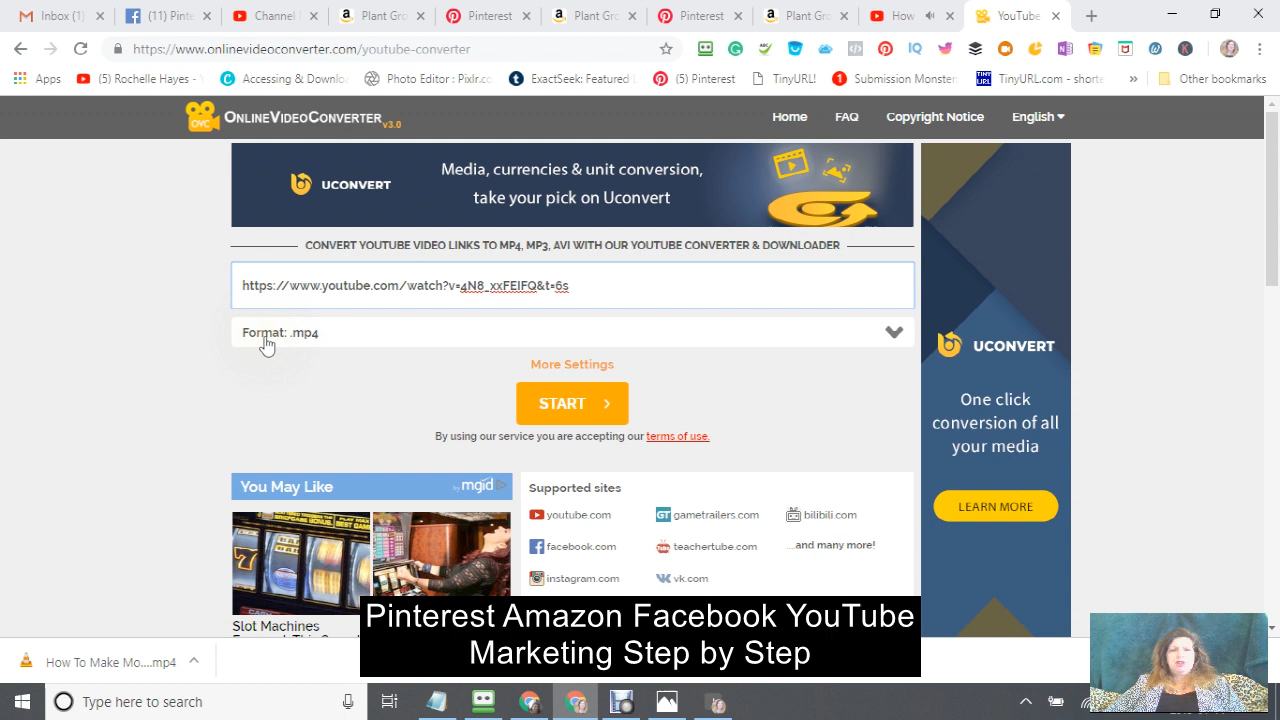 Inbox (
Pinte
Chicken
Plant Gro
Pinterest
Plant Gro
Pinterest
Plant Gro
How
YouTube
https://www.onlinevideoconverter.com/youtube-converter
Apps
(5) Rochelle Hayes -
Accessing & Downlo
Photo Editor : Pixlr.c
ExactSeek: Featured
(5) Pinterest
TinyURL!
Submission Monster
TinyURL.com - shorte
»
Other bookmarks
OnlineVideoConverter v3.0
Home
FAQ
Copyright Notice
English
UCONVERT
Media, currencies & unit conversion,
take your pick on Uconvert
CONVERT YOUTUBE VIDEO LINKS TO MP4, MP3, AVI WITH OUR YOUTUBE CONVERTER & DOWNLOADER
https://www.youtube.com/watch?v=4N8_xxFEIFQ&t=6s
Format: .mp4
More Settings
START >
By using our service you are accepting our terms of use.
UCONVERT
One click
conversion of all
your media
LEARN MORE
You May Like
by mgid
Supported sites
youtube.com
gametrailers.com
bilibili.com
facebook.com
teachertube.com
...and many more!
instagram.com
vk.com
Slot Machines
Pinterest Amazon Facebook YouTube
Marketing Step by Step
How To Make Mo....mp4
Type here to search